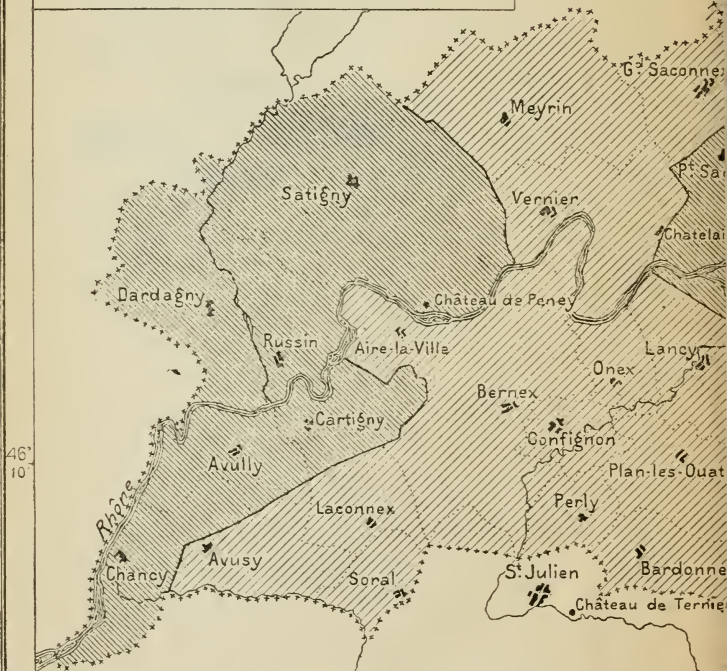 Gd. Saconnex
Meyrin
Satigny
Pt. Sa
Vernier
Chatelai
Dardagny
Château de Peney
Russin
Aire-la-Ville
Lancy
Onex
Bernex
Cartigny
Confignon
46°
10'
Avully
Plan-les-Ouat
Rhône
Laconnex
Perly
Avusy
Chancy
Soral
St. Julien
Bardonne
Château de Ternie